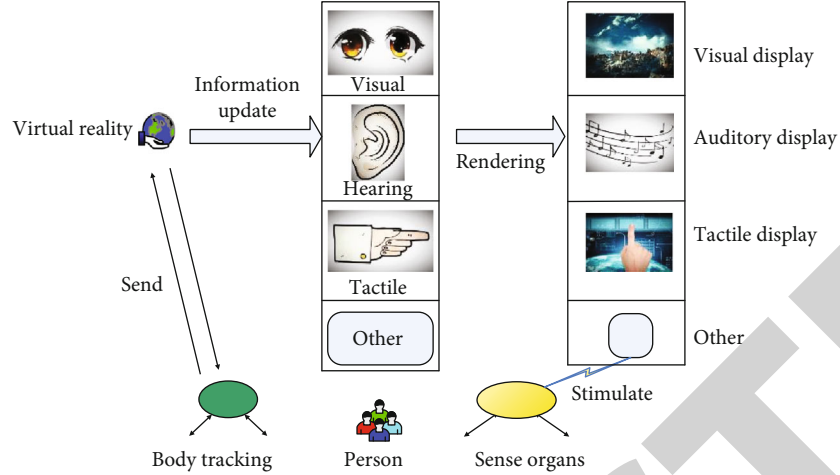 Virtual reality
Information
update
Visual
Hearing
Tactile
Other
Rendering
Visual display
Auditory display
Tactile display
Other
Send
Stimulate
Body tracking
Person
Sense organs